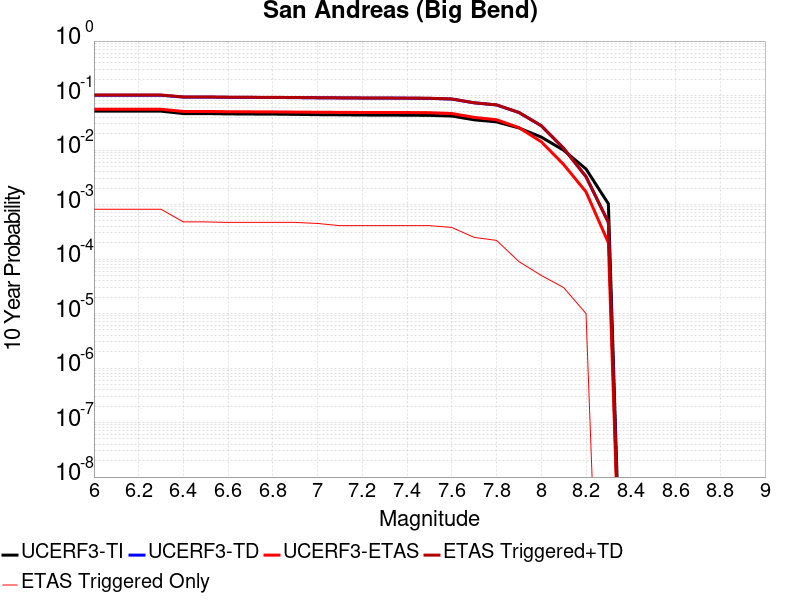 San Andreas (Big Bend)
10 0
10 -1
10 -2
10 -3
10 -4
10 -5
10 -6
10 -7
10 -8
10 Year Probability
6 6.2 6.4 6.6 6.8 7 7.2 7.4 7.6 7.8 8 8.2 8.4 8.6 8.8 9
Magnitude
UCERF3-TI UCERF3-TD UCERF3-ETAS ETAS Triggered+TD
ETAS Triggered Only